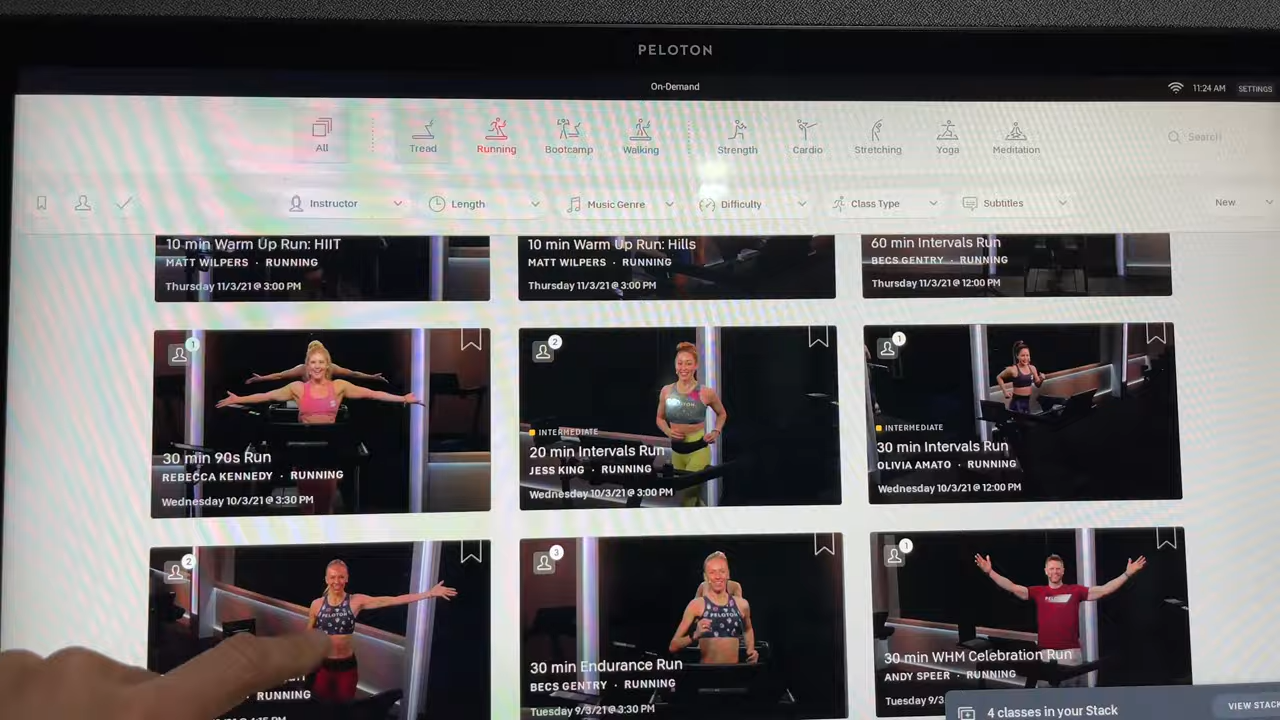 PELOTON
On-Demand
11:24 AM SETTINGS
All
Tread
Running
Bootcamp
Walking
Strength
Cardio
Stretching
Yoga
Meditation
Search
Instructor
Length
Music Genre
Difficulty
Class Type
Subtitles
New
10 min Warm Up Run: HIIT
MATT WILPERS · RUNNING
Thursday 11/3/21 @ 3:00 PM
10 min Warm Up Run: Hills
MATT WILPERS · RUNNING
Thursday 11/3/21 @ 3:00 PM
60 min Intervals Run
BECS GENTRY · RUNNING
Thursday 11/3/21 @ 12:00 PM
1
30 min 90s Run
REBECCA KENNEDY · RUNNING
Wednesday 10/3/21 @ 3:30 PM
2
PELOTON
INTERMEDIATE
20 min Intervals Run
JESS KING · RUNNING
Wednesday 10/3/21 @ 3:00 PM
1
INTERMEDIATE
30 min Intervals Run
OLIVIA AMATO · RUNNING
Wednesday 10/3/21 @ 12:00 PM
2
PELOTON
RUNNING
3
PELOTON
30 min Endurance Run
BECS GENTRY · RUNNING
Tuesday 9/3/21 @ 3:30 PM
1
30 min WHM Celebration Run
ANDY SPEER · RUNNING
Tuesday 9/3
4 classes in your Stack
VIEW STACK